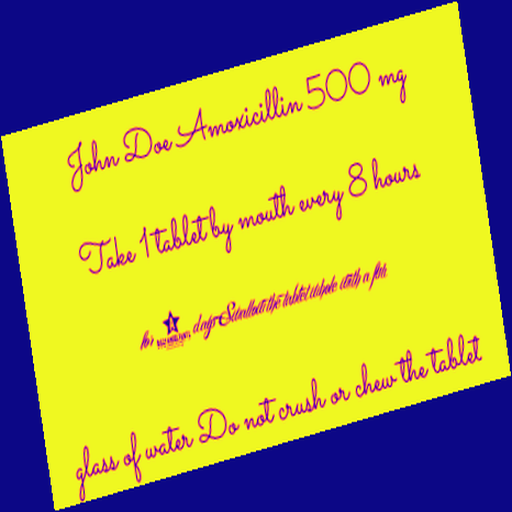 John Doe Amoxicillin 500 mg
Take 1 tablet by mouth every 8 hours
for days Swallow the tablet whole with a full
glass of water Do not crush or chew the tablet